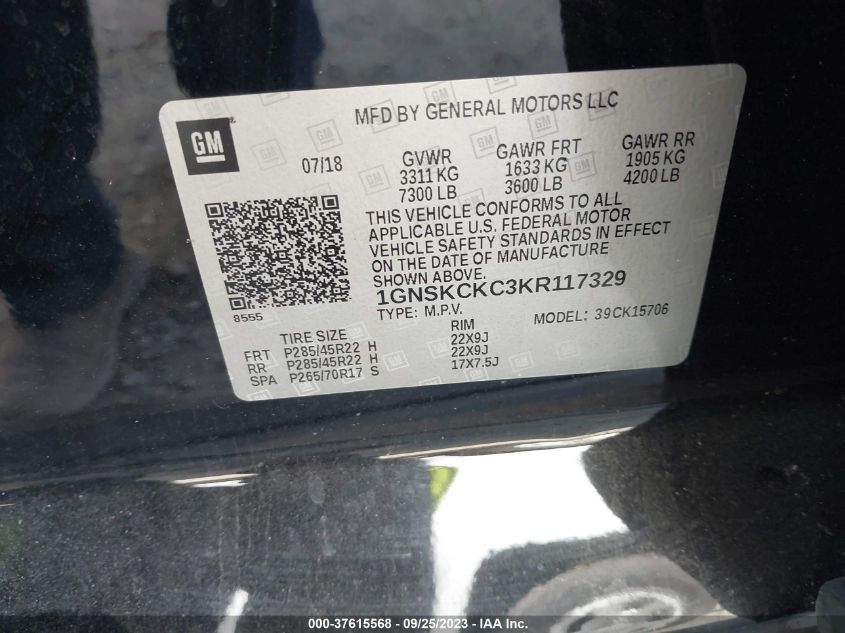 MFD BY GENERAL MOTORS LLC
GM
07/18
GVWR
3311 KG
7300 LB
GAWR FRT
1633 KG
3600 LB
GAWR RR
1905 KG
4200 LB
THIS VEHICLE CONFORMS TO ALL
APPLICABLE U.S. FEDERAL MOTOR
VEHICLE SAFETY STANDARDS IN EFFECT
ON THE DATE OF MANUFACTURE
SHOWN ABOVE.
1GNSKCKC3KR117329
8555
TYPE: M.P.V.
MODEL: 39CK15706
TIRE SIZE RIM
FRT P285/45R22 H 22X9J
RR P285/45R22 H 22X9J
SPA P265/70R17 S 17X7.5J
000-37615568 - 09/25/2023 - IAA Inc.